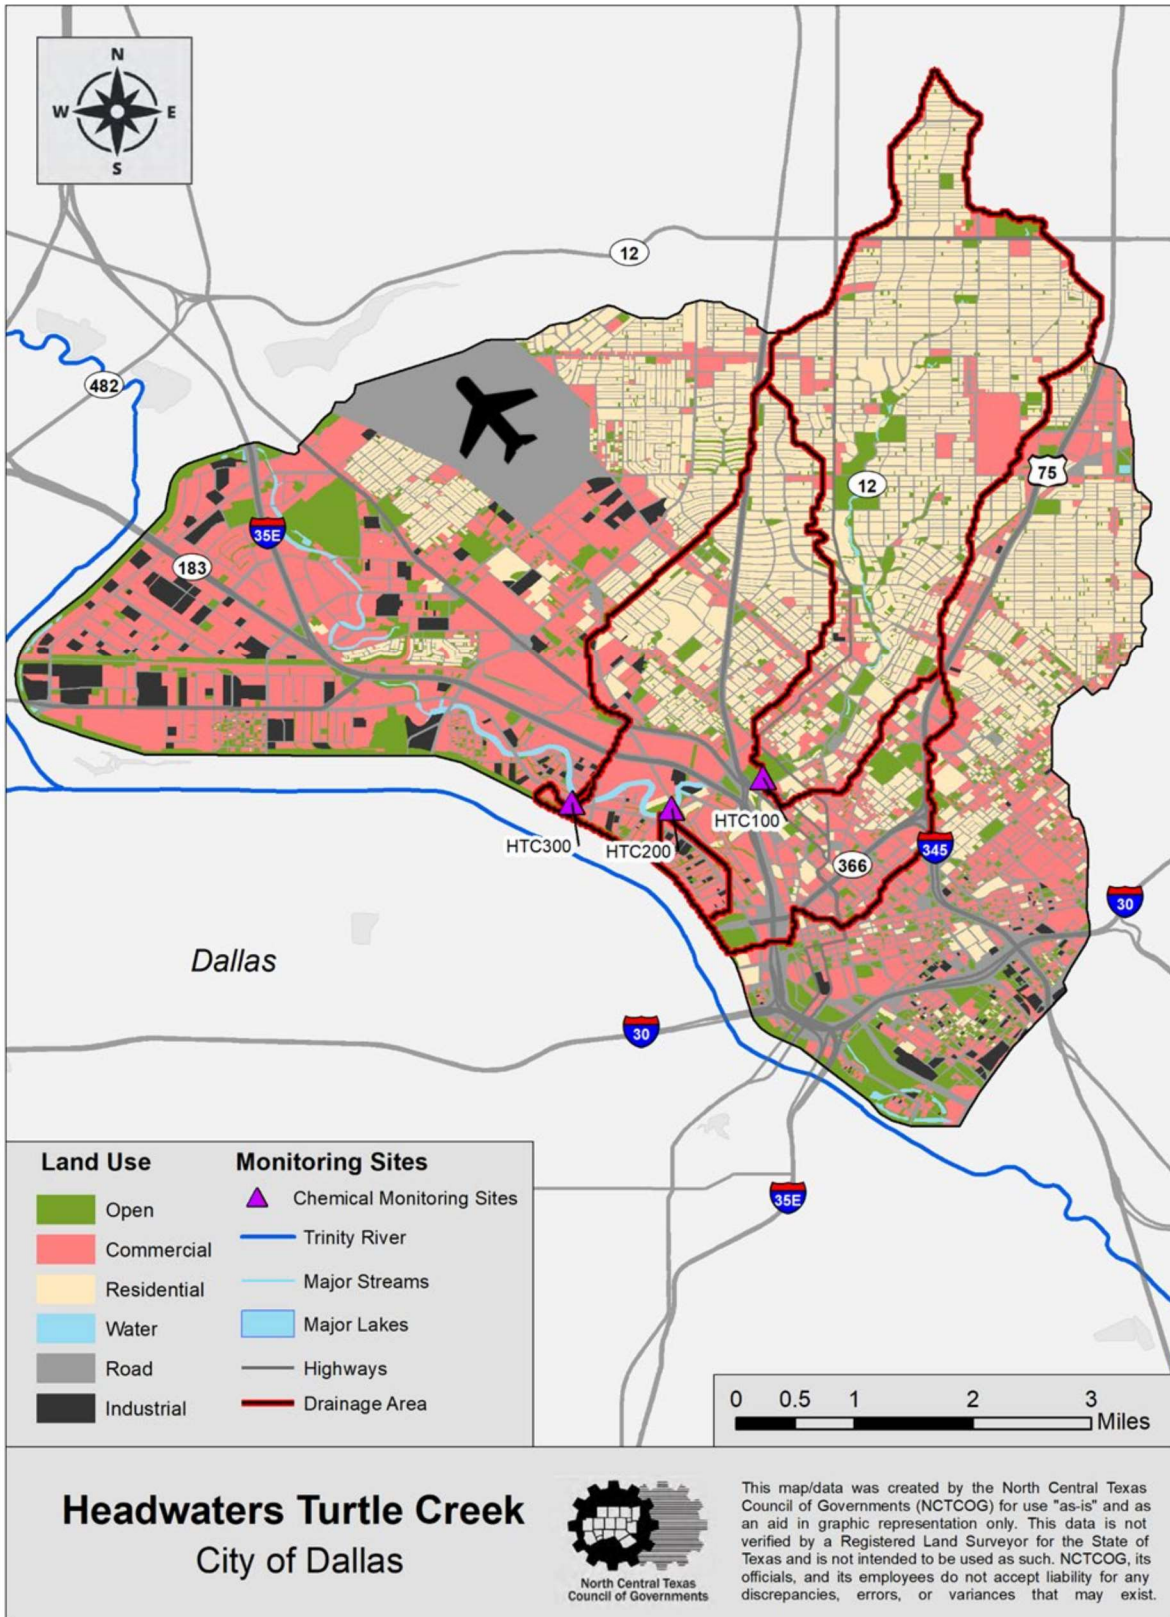 N
W E
S
12
482
12
75
35E
183
HTC100
HTC300
HTC200
366
345
30
Dallas
30
35E
Land Use
Open
Commercial
Residential
Water
Road
Industrial
Monitoring Sites
Chemical Monitoring Sites
Trinity River
Major Streams
Major Lakes
Highways
Drainage Area
0 0.5 1 2 3
Miles
Headwaters Turtle Creek
City of Dallas
North Central Texas
Council of Governments
This map/data was created by the North Central Texas
Council of Governments (NCTCOG) for use "as-is" and as
an aid in graphic representation only. This data is not
verified by a Registered Land Surveyor for the State of
Texas and is not intended to be used as such. NCTCOG, its
officials, and its employees do not accept liability for any
discrepancies, errors, or variances that may exist.